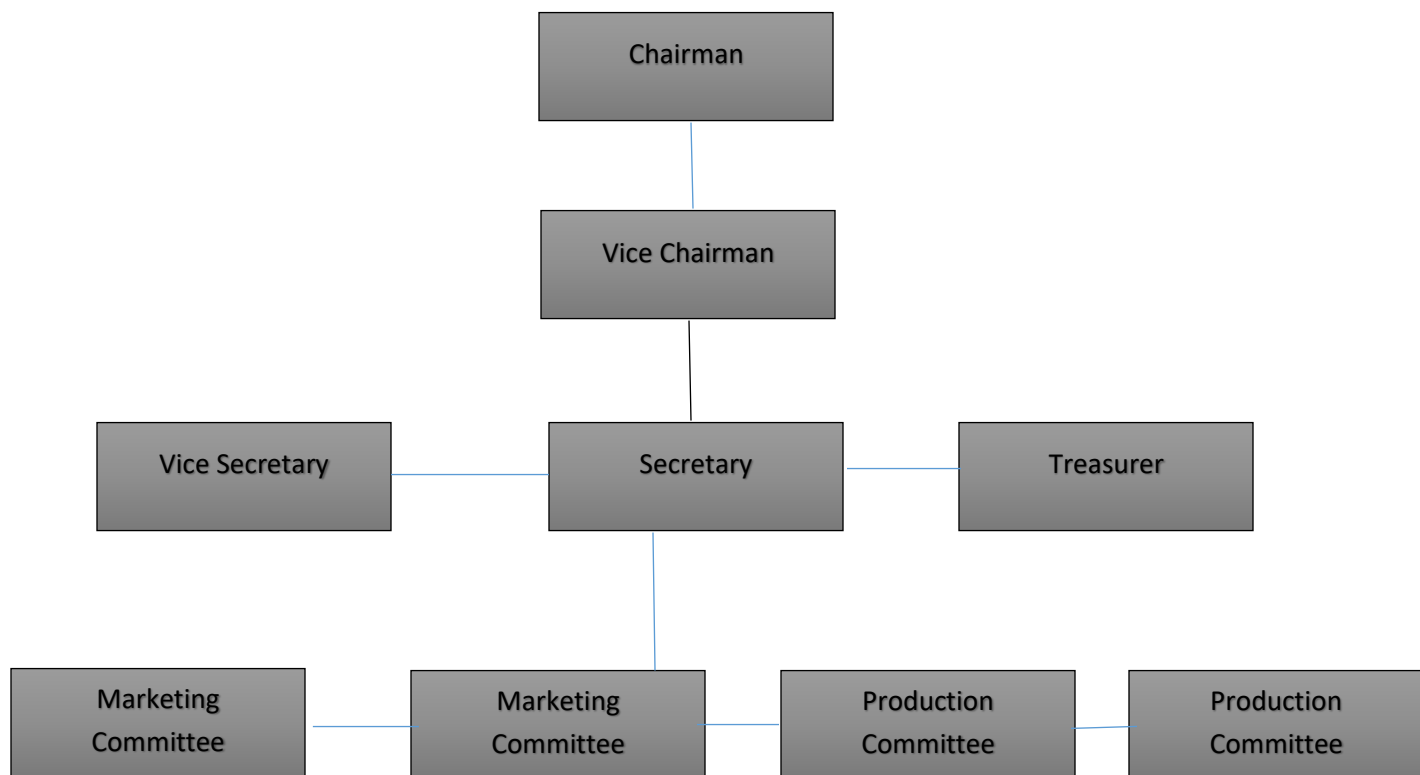 Chairman
Vice Chairman
Vice Secretary
Secretary
Treasurer
Marketing
Committee
Marketing
Committee
Production
Committee
Production
Committee